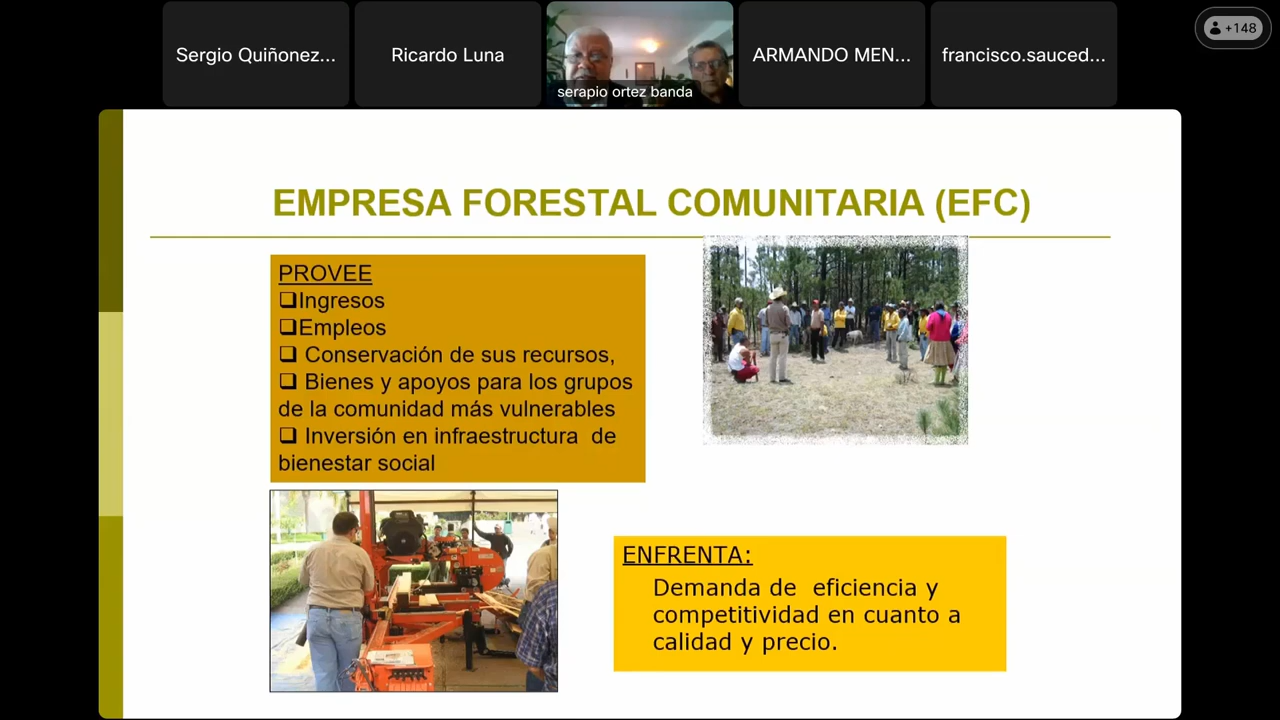 Sergio Quiñonez...
Ricardo Luna
serapio ortez banda
ARMANDO MEN...
francisco.sauced...
+148
EMPRESA FORESTAL COMUNITARIA (EFC)
PROVEE
❑Ingresos
❑Empleos
❑ Conservación de sus recursos,
❑ Bienes y apoyos para los grupos
de la comunidad más vulnerables
❑ Inversión en infraestructura de
bienestar social
ENFRENTA:
Demanda de eficiencia y
competitividad en cuanto a
calidad y precio.